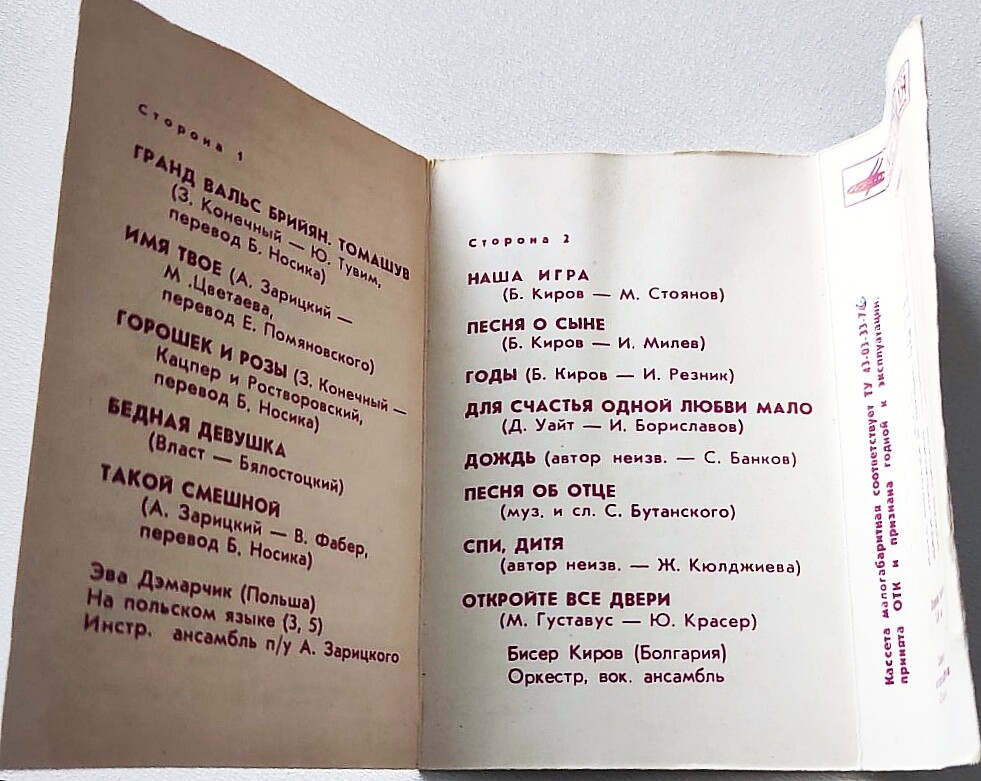 Сторона 1
ГРАНД ВАЛЬС БРИЙЯН. ТОМАШУВ
(З. Конечный — Ю. Тувим,
перевод Б. Носика)
ИМЯ ТВОЕ (А. Зарицкий —
М .Цветаева,
перевод Е. Помяновского)
ГОРОШЕК И РОЗЫ (З. Конечный —
Кацпер и Ростворовский,
перевод Б. Носика)
БЕДНАЯ ДЕВУШКА
(Власт — Бялостоцкий)
ТАКОЙ СМЕШНОЙ
(А. Зарицкий — В. Фабер,
перевод Б. Носика)
Эва Дэмарчик (Польша)
На польском языке (3, 5)
Инстр. ансамбль п/у А. Зарицкого
Сторона 2
НАША ИГРА
(Б. Киров — М. Стоянов)
ПЕСНЯ О СЫНЕ
(Б. Киров — И. Милев)
ГОДЫ (Б. Киров — И. Резник)
ДЛЯ СЧАСТЬЯ ОДНОЙ ЛЮБВИ МАЛО
(Д. Уайт — И. Бориславов)
ДОЖДЬ (автор неизв. — С. Банков)
ПЕСНЯ ОБ ОТЦЕ
(муз. и сл. С. Бутанского)
СПИ, ДИТЯ
(автор неизв. — Ж. Кюлджиева)
ОТКРОЙТЕ ВСЕ ДВЕРИ
(М. Густавус — Ю. Красер)
Бисер Киров (Болгария)
Оркестр, вок. ансамбль
Кассета малогабаритная соответствует ТУ 43-03-33-76,
принята ОТК и признана годной к эксплуатации.